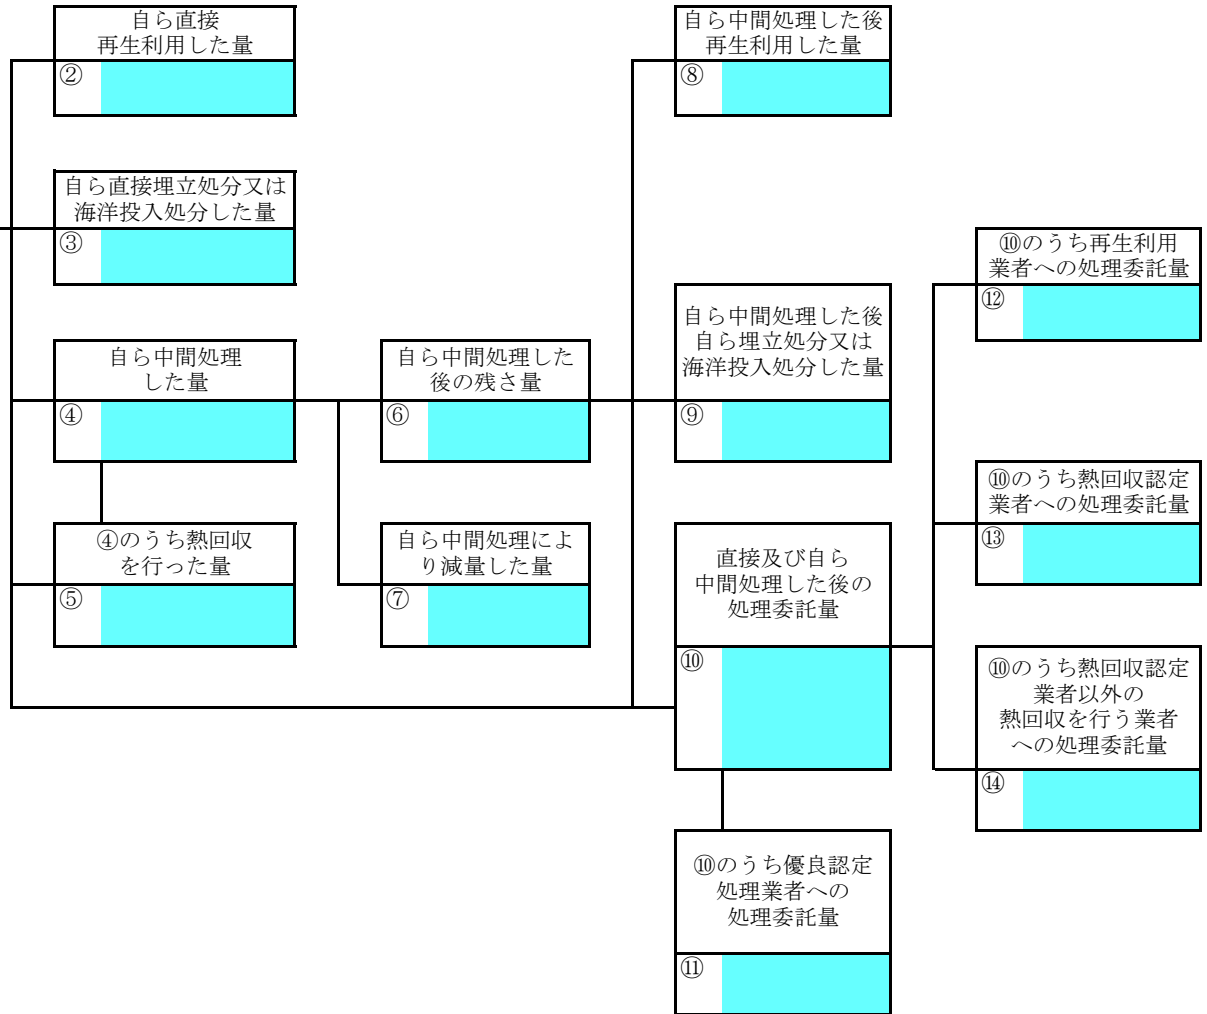 自ら直接
再生利用した量
②
自ら中間処理した後
再生利用した量
⑧
自ら直接埋立処分又は
海洋投入処分した量
③
⑩のうち再生利用
業者への処理委託量
⑫
自ら中間処理した後
自ら埋立処分又は
海洋投入処分した量
⑨
自ら中間処理
した量
④
自ら中間処理した
後の残さ量
⑥
⑩のうち熱回収認定
業者への処理委託量
⑬
④のうち熱回収
を行った量
⑤
自ら中間処理によ
り減量した量
⑦
直接及び自ら
中間処理した後の
処理委託量
⑩
⑩のうち熱回収認定
業者以外の
熱回収を行う業者
への処理委託量
⑭
⑩のうち優良認定
処理業者への
処理委託量
⑪